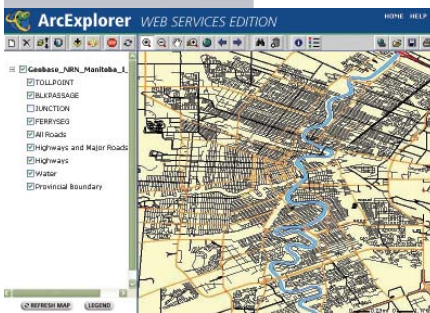 ArcExplorer WEB SERVICES EDITION
HOME HELP
Geobase_NRN_Manitoba_1_
TOLLPOINT
BLKPASSAGE
JUNCTION
FERRYSEG
All Roads
Highways and Major Roads
Highways
Water
Provincial Boundary
REFRESH MAP
LEGEND